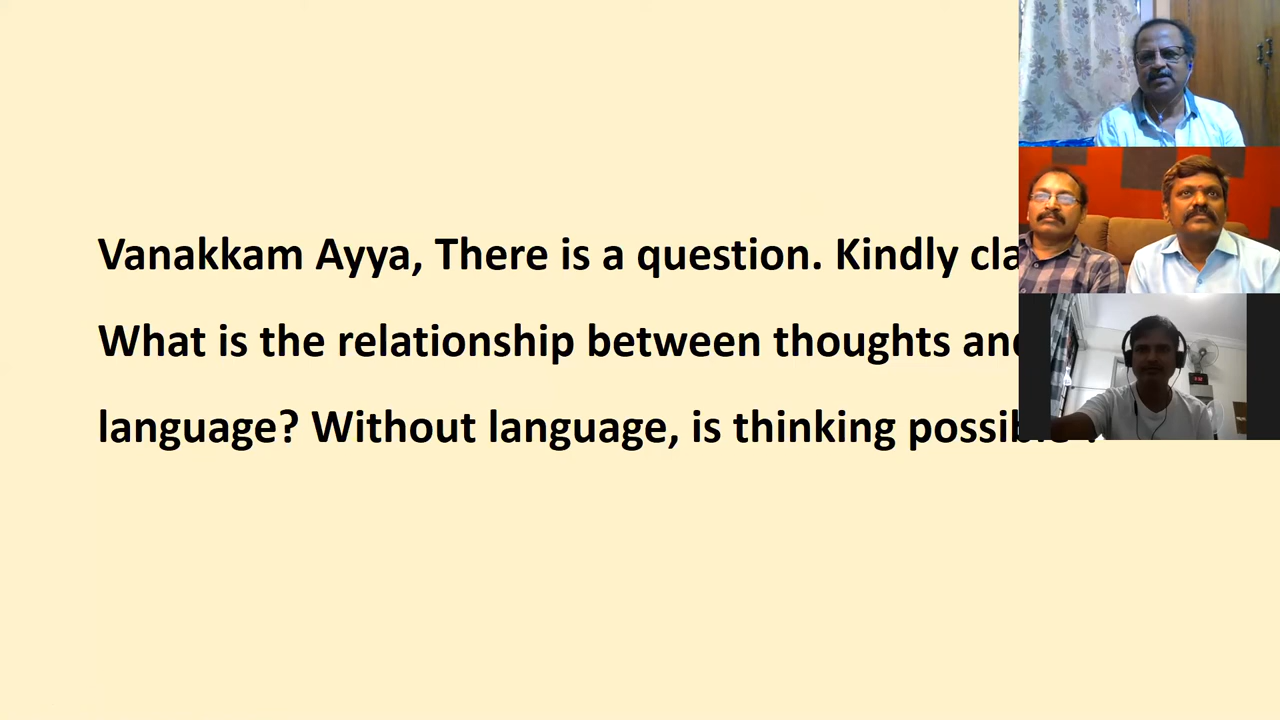 Vanakkam Ayya, There is a question. Kindly
What is the relationship between thoughts
language? Without language, is thinking